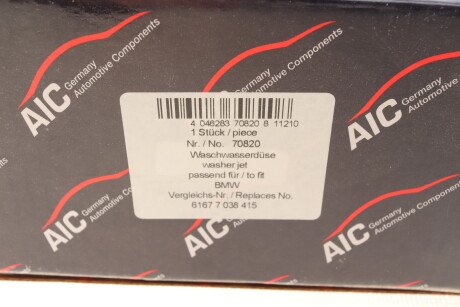 AIC Germany
Automotive Components
AIC Germany
Automotive Components
4 046283 70820 8 11210
1 Stück / piece
Nr. / No. 70820
Waschwasserdüse
washer jet
passend für / to fit
BMW
Vergleichs-Nr. / Replaces No.
6167 7 038 415
AIC Germany
Automotive Components
AIC Germany
Automotive Components